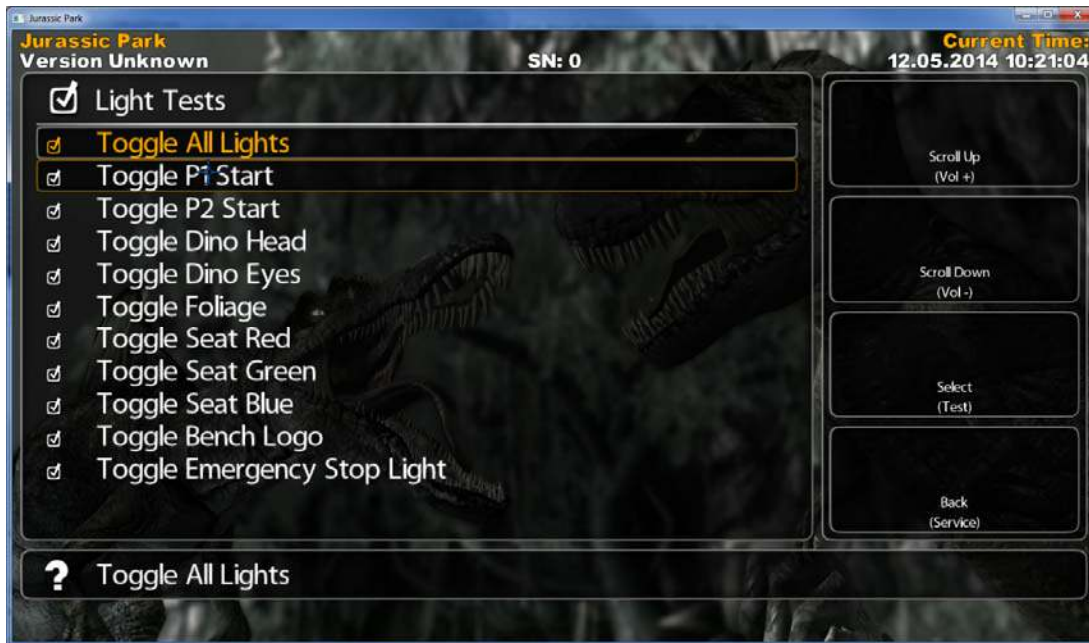 Jurassic Park
Jurassic Park
Current Time:
Version Unknown
SN: 0
12.05.2014 10:21:04
Light Tests
Toggle All Lights
Toggle P1 Start
Toggle P2 Start
Toggle Dino Head
Toggle Dino Eyes
Toggle Foliage
Toggle Seat Red
Toggle Seat Green
Toggle Seat Blue
Toggle Bench Logo
Toggle Emergency Stop Light
Scroll Up
(Vol +)
Scroll Down
(Vol -)
Select
(Test)
Back
(Service)
? Toggle All Lights